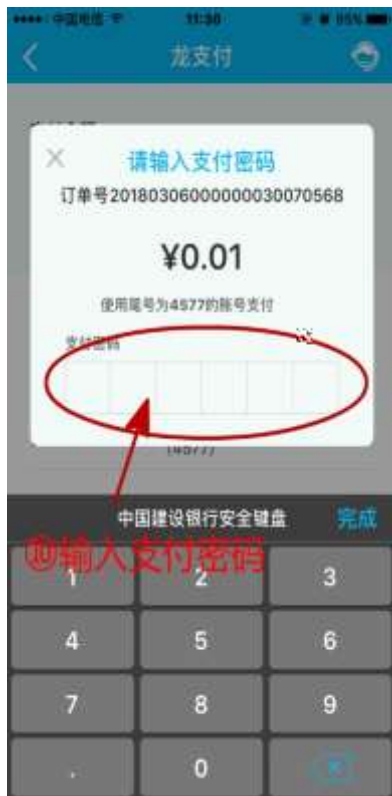 中国电信 11:30 95%
龙支付
请输入支付密码
订单号20180306000000030070568
¥0.01
使用尾号为4577的账号支付
支付密码
(4577)
中国建设银行安全键盘 完成
⑩输入支付密码
1 2 3
4 5 6
7 8 9
. 0